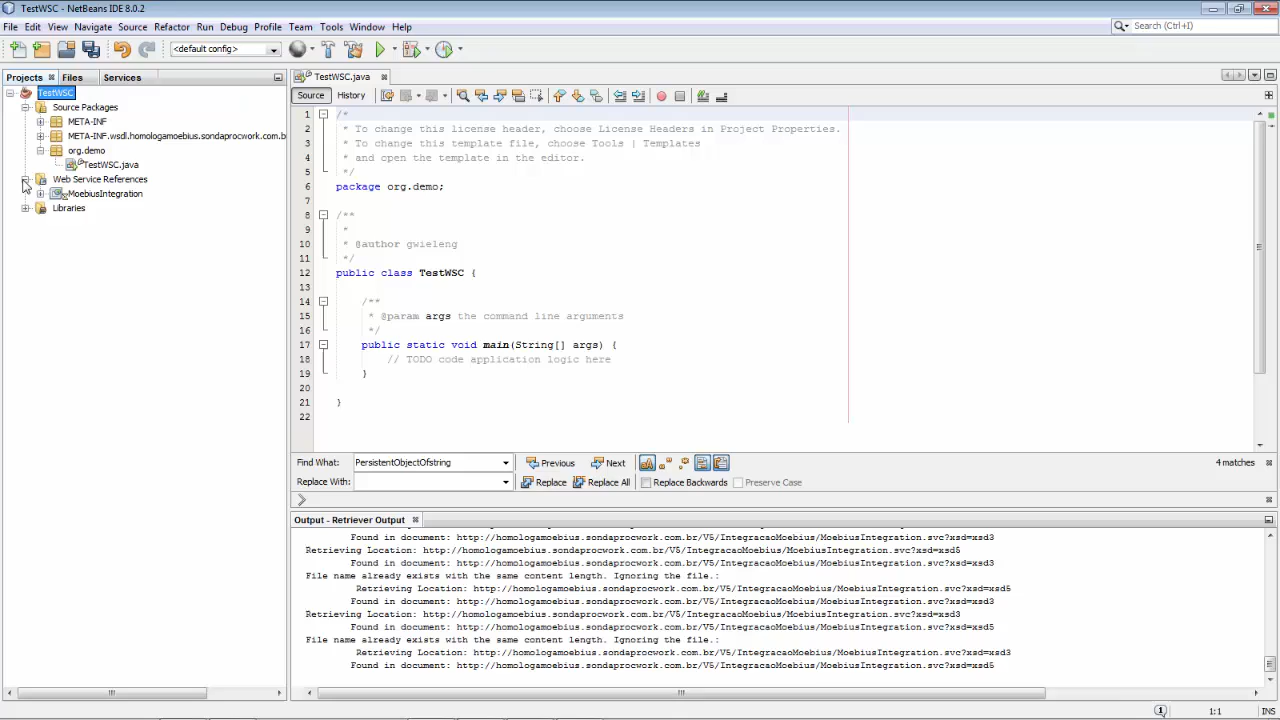 TestWSC - NetBeans IDE 8.0.2
File Edit View Navigate Source Refactor Run Debug Profile Team Tools Window Help
Search (Ctrl+I)
<default config>
Projects Files Services
TestWSC.java
TestWSC
Source Packages
META-INF
META-INF.wsdl.homologamoebius.sondaprocwork.com.b
org.demo
TestWSC.java
Web Service References
MoebiusIntegration
Libraries
Source History
1 /*
2 * To change this license header, choose License Headers in Project Properties.
3 * To change this template file, choose Tools | Templates
4 * and open the template in the editor.
5 */
6 package org.demo;
7
8 /**
9 *
10 * @author gwieleng
11 */
12 public class TestWSC {
13
14 /**
15 * @param args the command line arguments
16 */
17 public static void main(String[] args) {
18 // TODO code application logic here
19 }
20
21 }
22
Find What: PersistentObjectOfstring Previous Next 4 matches
Replace With: Replace Replace All Replace Backwards Preserve Case
Output - Retriever Output
Found in document: http://homologamoebius.sondaprocwork.com.br/V5/IntegracaoMoebius/MoebiusIntegration.svc?xsd=xsd3
Retrieving Location: http://homologamoebius.sondaprocwork.com.br/V5/IntegracaoMoebius/MoebiusIntegration.svc?xsd=xsd5
Found in document: http://homologamoebius.sondaprocwork.com.br/V5/IntegracaoMoebius/MoebiusIntegration.svc?xsd=xsd3
File name already exists with the same content length. Ignoring the file.:
Retrieving Location: http://homologamoebius.sondaprocwork.com.br/V5/IntegracaoMoebius/MoebiusIntegration.svc?xsd=xsd5
Found in document: http://homologamoebius.sondaprocwork.com.br/V5/IntegracaoMoebius/MoebiusIntegration.svc?xsd=xsd3
Retrieving Location: http://homologamoebius.sondaprocwork.com.br/V5/IntegracaoMoebius/MoebiusIntegration.svc?xsd=xsd3
Found in document: http://homologamoebius.sondaprocwork.com.br/V5/IntegracaoMoebius/MoebiusIntegration.svc?xsd=xsd5
File name already exists with the same content length. Ignoring the file.:
Retrieving Location: http://homologamoebius.sondaprocwork.com.br/V5/IntegracaoMoebius/MoebiusIntegration.svc?xsd=xsd3
Found in document: http://homologamoebius.sondaprocwork.com.br/V5/IntegracaoMoebius/MoebiusIntegration.svc?xsd=xsd5
1:1 INS